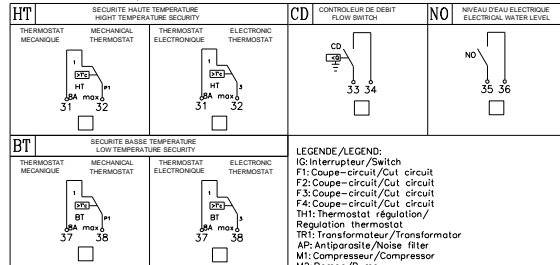 HT
SECURITE HAUTE TEMPERATURE
HIGHT TEMPERATURE SECURITY
THERMOSTAT
MECANIQUE
MECHANICAL
THERMOSTAT
THERMOSTAT
ELECTRONIQUE
ELECTRONIC
THERMOSTAT
1
>T°c
P1
HT
8A max
31
32
1
>T°c
3
HT
8A max
31
32
CD
CONTROLEUR DE DEBIT
FLOW SWITCH
CD
33 34
NO
NIVEAU D'EAU ELECTRIQUE
ELECTRICAL WATER LEVEL
NO
35 36
BT
SECURITE BASSE TEMPERATURE
LOW TEMPERATURE SECURITY
THERMOSTAT
MECANIQUE
MECHANICAL
THERMOSTAT
THERMOSTAT
ELECTRONIQUE
ELECTRONIC
THERMOSTAT
1
>T°c
P1
BT
8A max
37
38
1
>T°c
3
BT
8A max
37
38
LEGENDE/LEGEND:
IG: Interrupteur/Switch
F1: Coupe-circuit/Cut circuit
F2: Coupe-circuit/Cut circuit
F3: Coupe-circuit/Cut circuit
F4: Coupe-circuit/Cut circuit
TH1: Thermostat régulation/
Regulation thermostat
TR1: Transformateur/Transformator
AP: Antiparasite/Noise filter
M1: Compresseur/Compressor